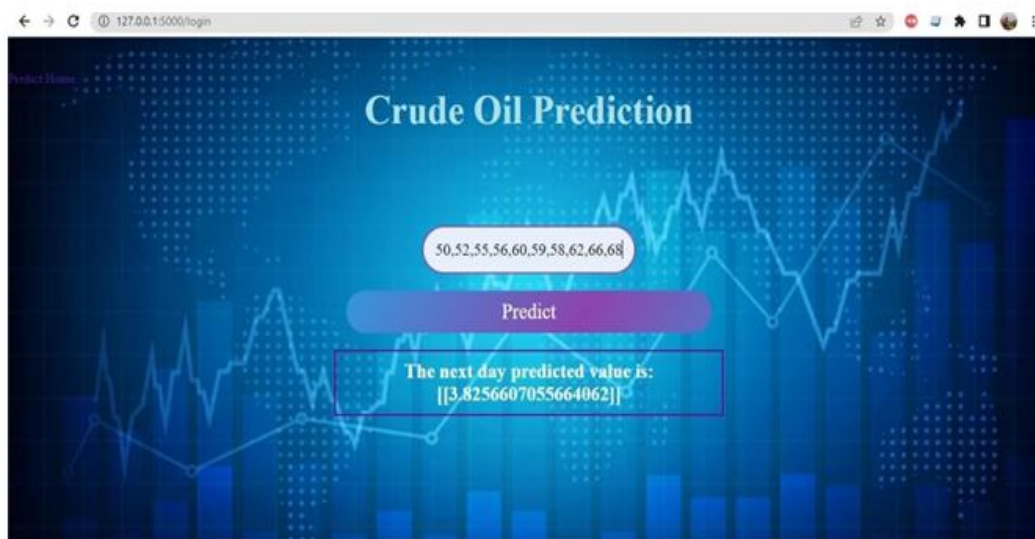 127.0.0.1:5000/login
Predict Home
Crude Oil Prediction
50,52,55,56,60,59,58,62,66,68
Predict
The next day predicted value is:
[[3.8256607055664062]]